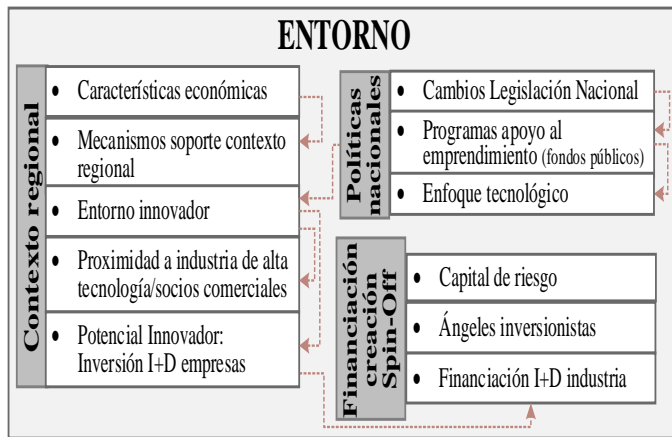 ENTORNO
Contexto regional
• Características económicas
• Mecanismos soporte contexto
regional
• Entorno innovador
• Proximidad a industria de alta
tecnología/socios comerciales
• Potencial Innovador:
Inversión I+D empresas
Políticas
nacionales
• Cambios Legislación Nacional
• Programas apoyo al
emprendimiento (fondos públicos)
• Enfoque tecnológico
Financiación
creación
Spin-Off
• Capital de riesgo
• Ángeles inversionistas
• Financiación I+D industria